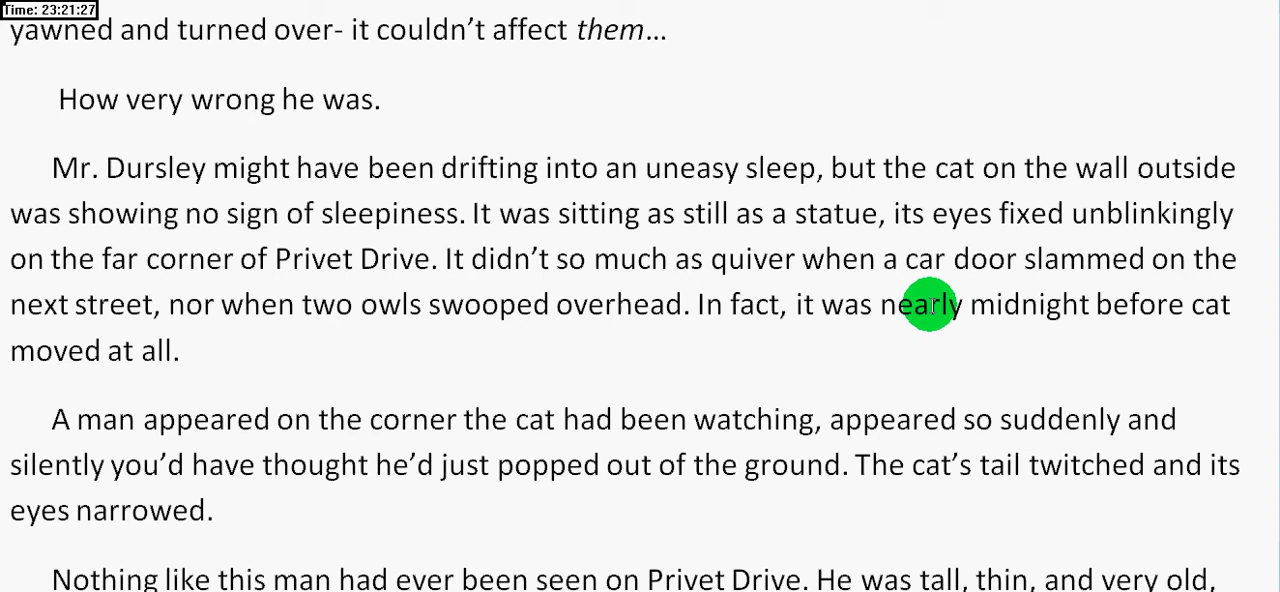 Time: 23:21:27
yawned and turned over- it couldn’t affect them…
How very wrong he was.
Mr. Dursley might have been drifting into an uneasy sleep, but the cat on the wall outside
was showing no sign of sleepiness. It was sitting as still as a statue, its eyes fixed unblinkingly
on the far corner of Privet Drive. It didn’t so much as quiver when a car door slammed on the
next street, nor when two owls swooped overhead. In fact, it was nearly midnight before cat
moved at all.
A man appeared on the corner the cat had been watching, appeared so suddenly and
silently you’d have thought he’d just popped out of the ground. The cat’s tail twitched and its
eyes narrowed.
Nothing like this man had ever been seen on Privet Drive. He was tall, thin, and very old,